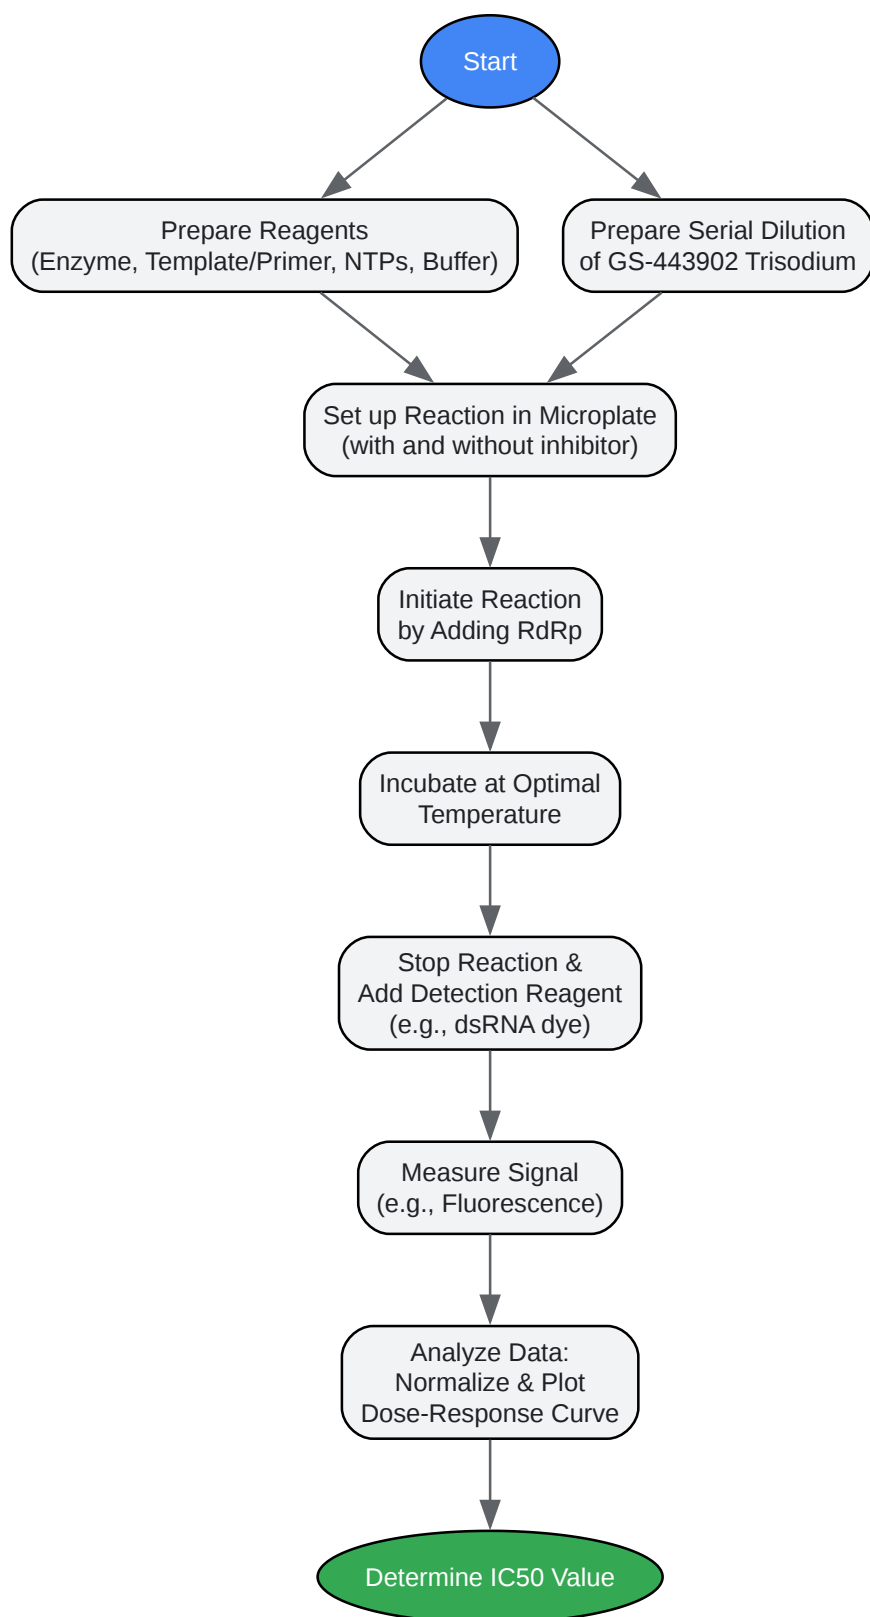 Start
Prepare Reagents
(Enzyme, Template/Primer, NTPs, Buffer)
Prepare Serial Dilution
of GS-443902 Trisodium
Set up Reaction in Microplate
(with and without inhibitor)
Initiate Reaction
by Adding RdRp
Incubate at Optimal
Temperature
Stop Reaction &
Add Detection Reagent
(e.g., dsRNA dye)
Measure Signal
(e.g., Fluorescence)
Analyze Data:
Normalize & Plot
Dose-Response Curve
Determine IC50 Value